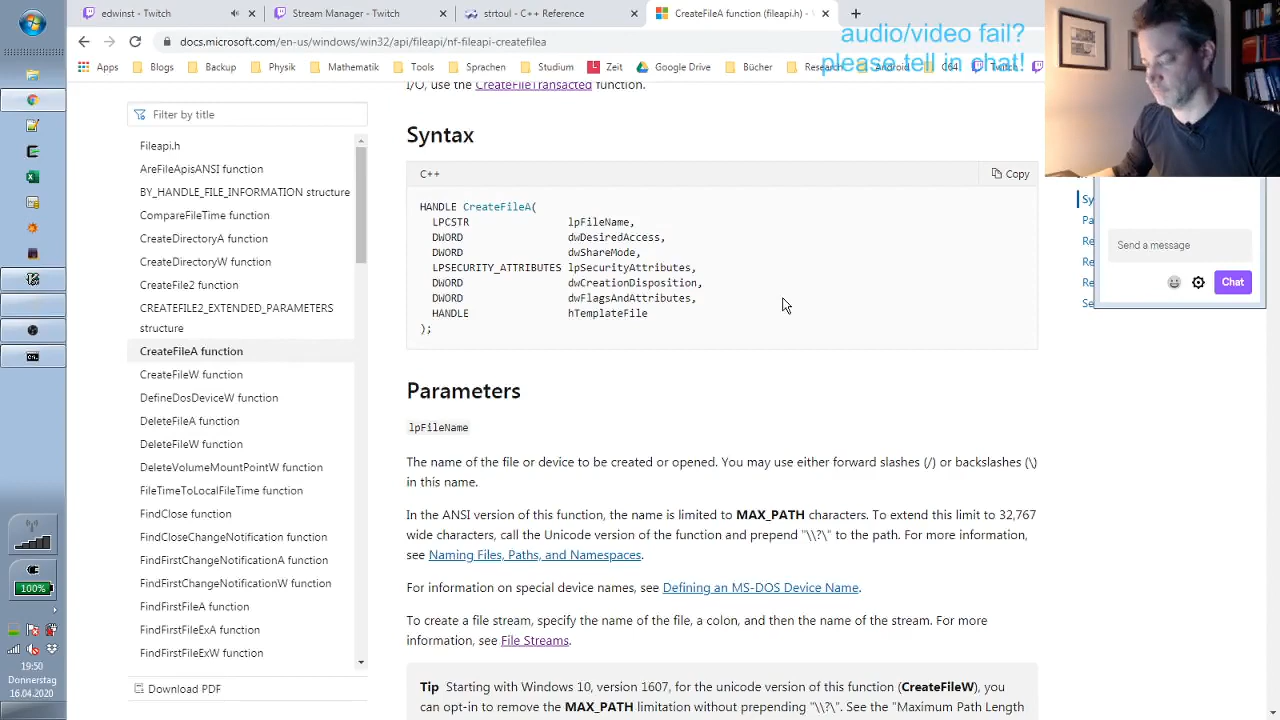 edwinst
Stream Manager - Twitch
strtoul - C++ Reference
CreateFileA function (fileapi.h) -
docs.microsoft.com/en-us/windows/win32/api/fileapi/nf-fileapi-createfilea
audio/video fail?
please tell in chat!
Apps
Blogs
Backup
Physik
Mathematik
Tools
Sprachen
Studium
Zeit
Google Drive
Bücher
Research
Android
C64
Twitch
I/O, use the CreateFileTransacted function.
Filter by title
Fileapi.h
AreFileApisANSI function
BY_HANDLE_FILE_INFORMATION structure
CompareFileTime function
CreateDirectoryA function
CreateDirectoryW function
CreateFile2 function
CREATEFILE2_EXTENDED_PARAMETERS
structure
CreateFileA function
CreateFileW function
DefineDosDeviceW function
DeleteFileA function
DeleteFileW function
DeleteVolumeMountPointW function
FileTimeToLocalFileTime function
FindClose function
FindCloseChangeNotification function
FindFirstChangeNotificationA function
FindFirstChangeNotificationW function
FindFirstFileA function
FindFirstFileExA function
FindFirstFileExW function
Download PDF
Syntax
C++
Copy
HANDLE CreateFileA(
LPCSTR lpFileName,
DWORD dwDesiredAccess,
DWORD dwShareMode,
LPSECURITY_ATTRIBUTES lpSecurityAttributes,
DWORD dwCreationDisposition,
DWORD dwFlagsAndAttributes,
HANDLE hTemplateFile
);
Parameters
lpFileName
The name of the file or device to be created or opened. You may use either forward slashes (/) or backslashes (\)
in this name.
In the ANSI version of this function, the name is limited to MAX_PATH characters. To extend this limit to 32,767
wide characters, call the Unicode version of the function and prepend "\\?\" to the path. For more information,
see Naming Files, Paths, and Namespaces.
For information on special device names, see Defining an MS-DOS Device Name.
To create a file stream, specify the name of the file, a colon, and then the name of the stream. For more
information, see File Streams.
Tip Starting with Windows 10, version 1607, for the unicode version of this function (CreateFileW), you
can opt-in to remove the MAX_PATH limitation without prepending "\\?\". See the "Maximum Path Length
Sy
Pa
Re
Re
Re
Se
Send a message
Chat
100%
19:50
Donnerstag
16.04.2020